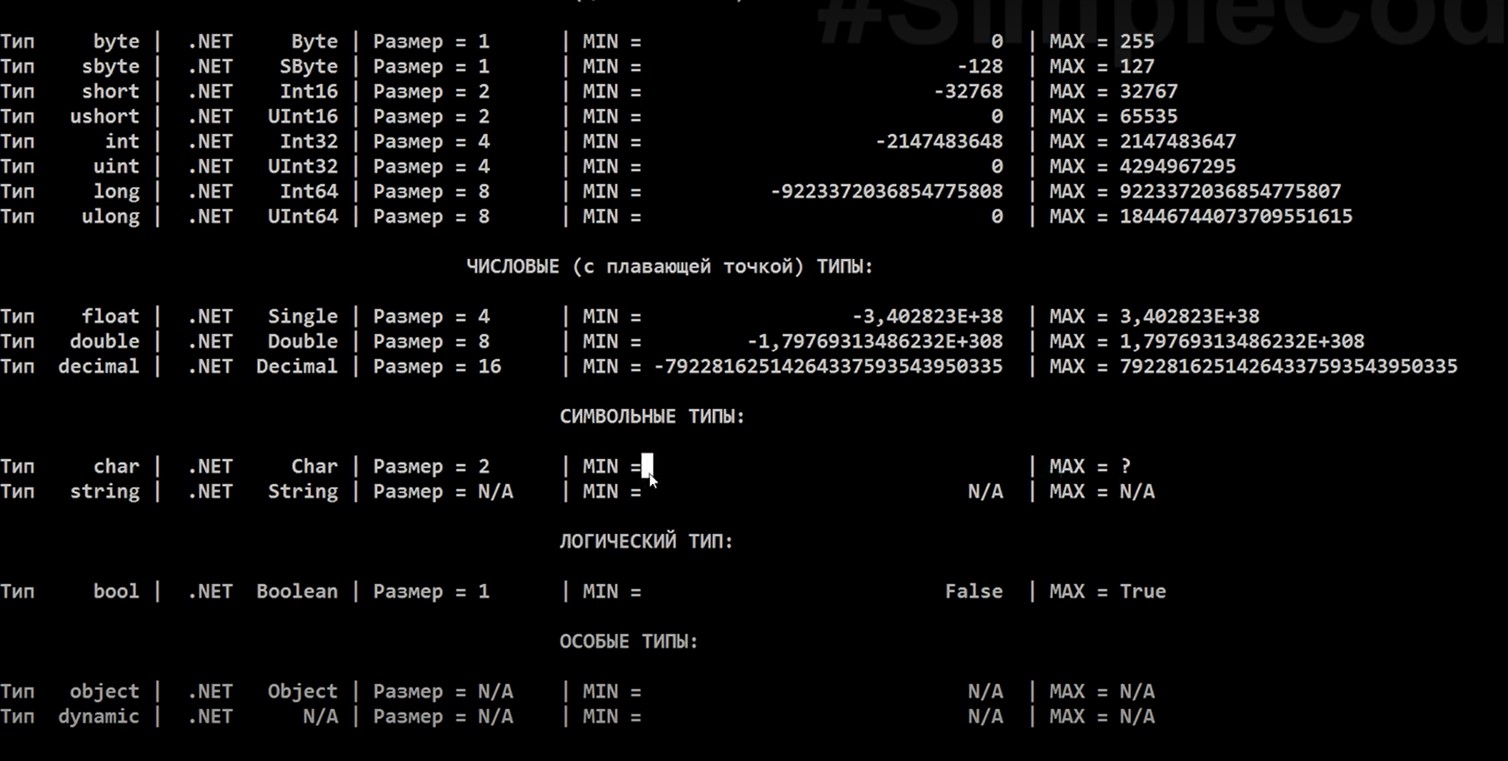 #SimpleCod
Тип byte | .NET Byte | Размер = 1 | MIN = 0 | MAX = 255
Тип sbyte | .NET SByte | Размер = 1 | MIN = -128 | MAX = 127
Тип short | .NET Int16 | Размер = 2 | MIN = -32768 | MAX = 32767
Тип ushort | .NET UInt16 | Размер = 2 | MIN = 0 | MAX = 65535
Тип int | .NET Int32 | Размер = 4 | MIN = -2147483648 | MAX = 2147483647
Тип uint | .NET UInt32 | Размер = 4 | MIN = 0 | MAX = 4294967295
Тип long | .NET Int64 | Размер = 8 | MIN = -9223372036854775808 | MAX = 9223372036854775807
Тип ulong | .NET UInt64 | Размер = 8 | MIN = 0 | MAX = 18446744073709551615
ЧИСЛОВЫЕ (с плавающей точкой) ТИПЫ:
Тип float | .NET Single | Размер = 4 | MIN = -3,402823E+38 | MAX = 3,402823E+38
Тип double | .NET Double | Размер = 8 | MIN = -1,79769313486232E+308 | MAX = 1,79769313486232E+308
Тип decimal | .NET Decimal | Размер = 16 | MIN = -79228162514264337593543950335 | MAX = 79228162514264337593543950335
СИМВОЛЬНЫЕ ТИПЫ:
Тип char | .NET Char | Размер = 2 | MIN = | MAX = ?
Тип string | .NET String | Размер = N/A | MIN = N/A | MAX = N/A
ЛОГИЧЕСКИЙ ТИП:
Тип bool | .NET Boolean | Размер = 1 | MIN = False | MAX = True
ОСОБЫЕ ТИПЫ:
Тип object | .NET Object | Размер = N/A | MIN = N/A | MAX = N/A
Тип dynamic | .NET N/A | Размер = N/A | MIN = N/A | MAX = N/A